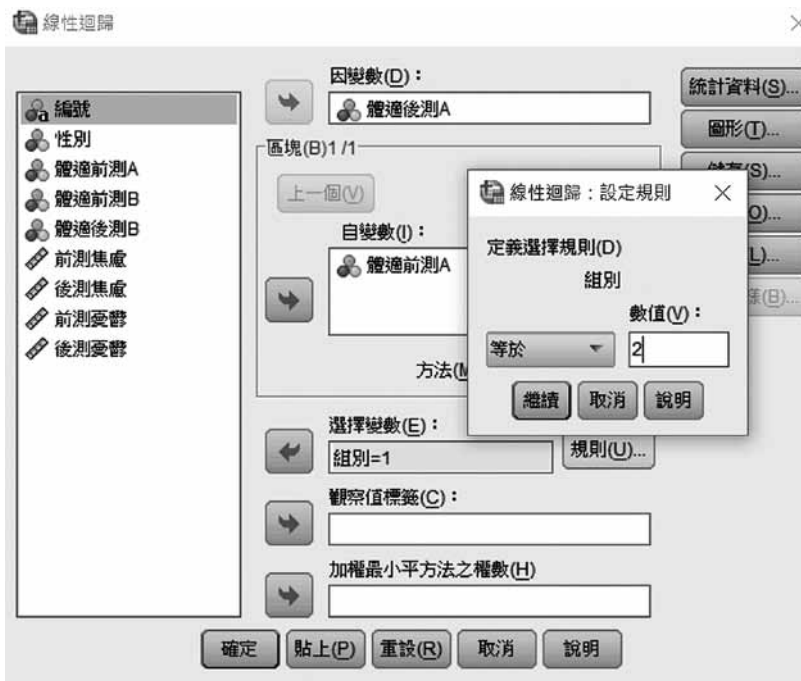 線性迴歸
編號
性別
體適前測A
體適前測B
體適後測B
前測焦慮
後測焦慮
前測憂鬱
後測憂鬱
因變數(D)：
體適後測A
區塊(B)1 /1
上一個(V)
自變數(I)：
體適前測A
方法(M
選擇變數(E)：
組別=1
規則(U)...
觀察值標籤(C)：
加權最小平方法之權數(H)
統計資料(S)...
圖形(T)...
(S)...
O)...
L)...
(B)...
線性迴歸：設定規則
定義選擇規則(D)
組別
數值(V)：
等於
2
繼續
取消
說明
確定
貼上(P)
重設(R)
取消
說明